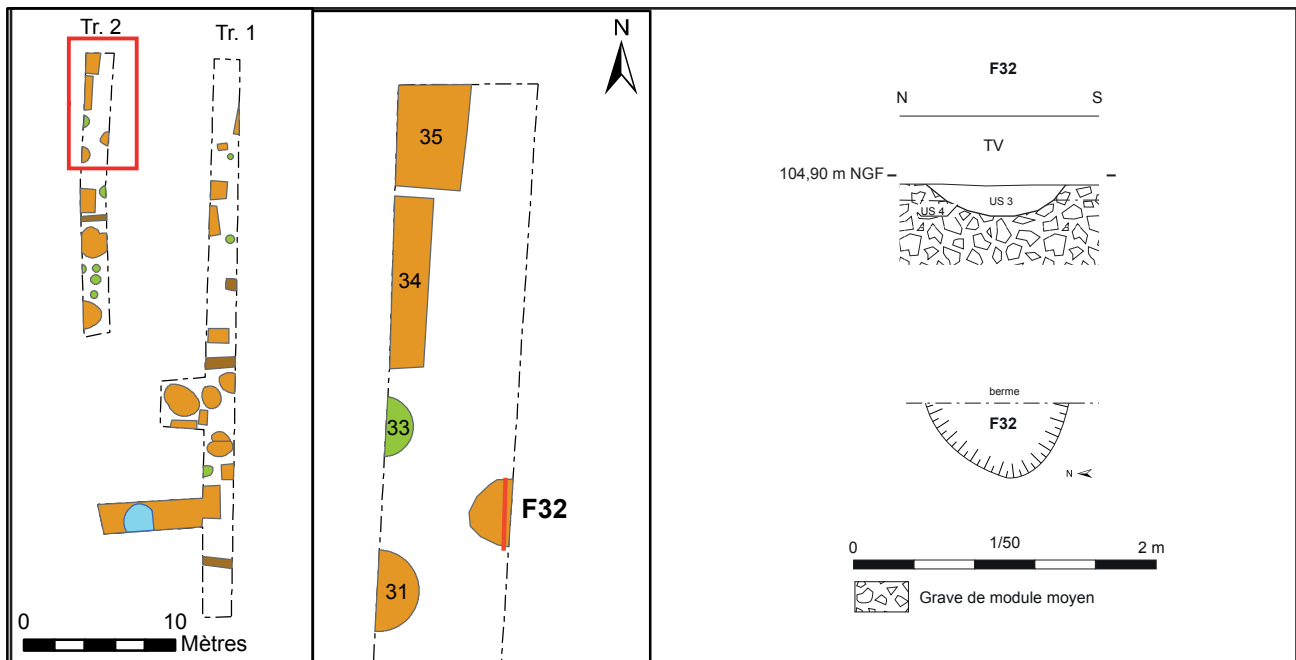 Tr. 2
Tr. 1
0 10
Mètres
N
35
34
33
F32
31
F32
N S
TV
104,90 m NGF
US 3
US 4
berme
F32
N
0 1/50 2 m
Grave de module moyen